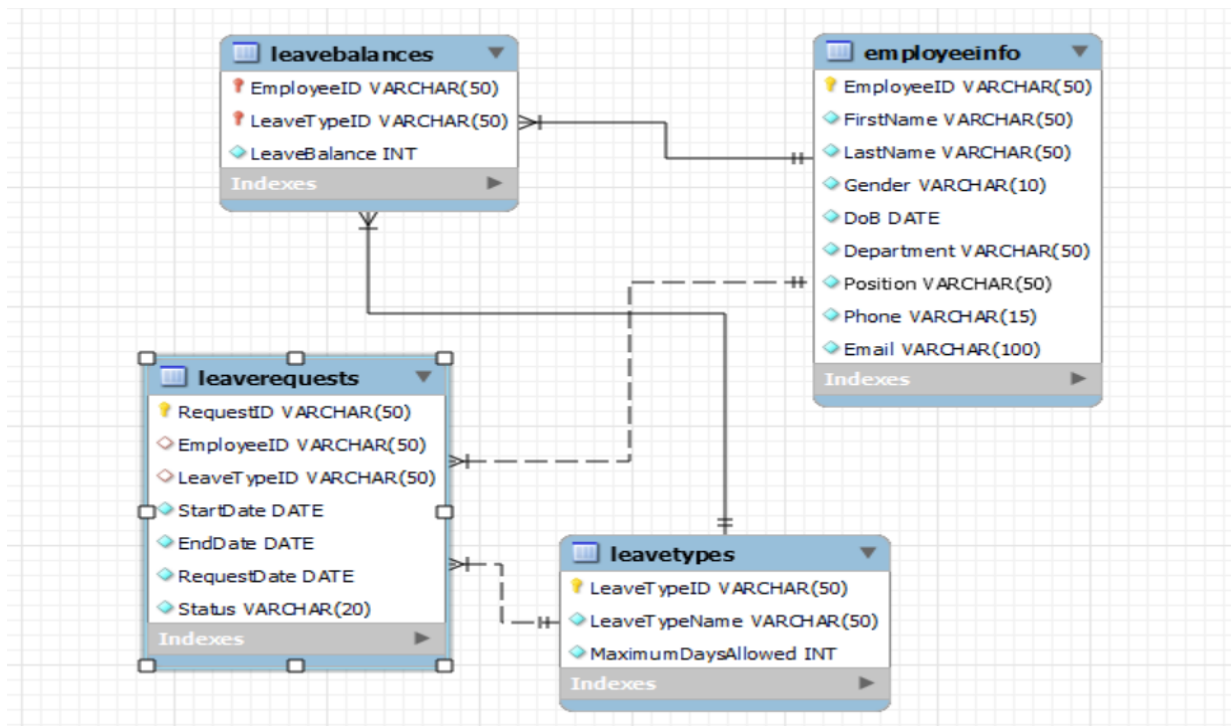 leavebalances
EmployeeID VARCHAR(50)
LeaveTypeID VARCHAR(50)
LeaveBalance INT
Indexes
employeeinfo
EmployeeID VARCHAR(50)
FirstName VARCHAR(50)
LastName VARCHAR(50)
Gender VARCHAR(10)
DoB DATE
Department VARCHAR(50)
Position VARCHAR(50)
Phone VARCHAR(15)
Email VARCHAR(100)
Indexes
leaverequests
RequestID VARCHAR(50)
EmployeeID VARCHAR(50)
LeaveTypeID VARCHAR(50)
StartDate DATE
EndDate DATE
RequestDate DATE
Status VARCHAR(20)
Indexes
leavetypes
LeaveTypeID VARCHAR(50)
LeaveTypeName VARCHAR(50)
MaximumDaysAllowed INT
Indexes